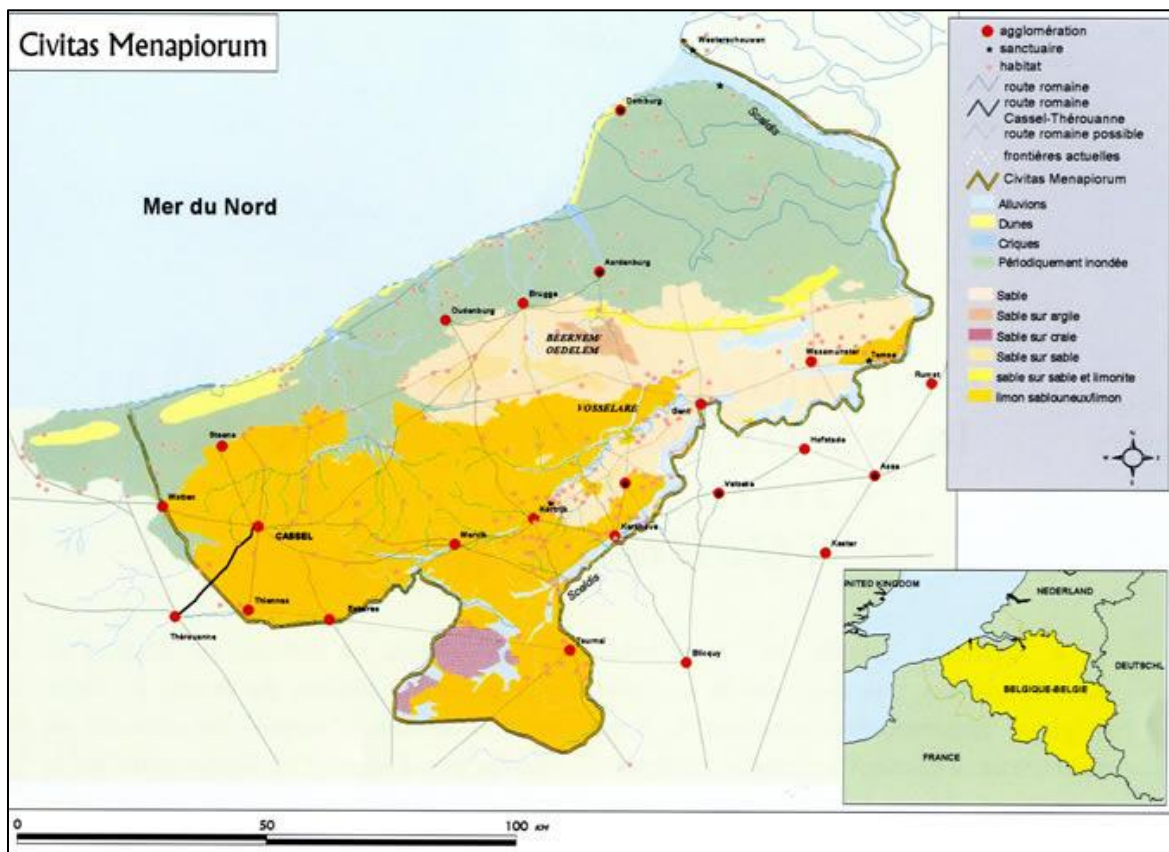 Civitas Menapiorum
Mer du Nord
Westerschouwen
Domburg
Scaldis
Aardenburg
Brugge
Oudenburg
BEERNEM/
OEDELEM
Waasmunster
Temse
Rumst
VOSSELARE
Gent
Hofstade
Asse
Velzeke
Steene
Watten
CASSEL
Kortrijk
Kerkhove
Kester
Wervik
Scaldis
Thiennes
Estaires
Thérouanne
Tournai
Blicquy
agglomération
sanctuaire
habitat
route romaine
route romaine
Cassel-Thérouanne
route romaine possible
frontières actuelles
Civitas Menapiorum
Alluvions
Dunes
Criques
Périodiquement inondée
Sable
Sable sur argile
Sable sur craie
Sable sur sable
sable sur sable et limonite
limon sablouneux/limon
N
W
E
S
UNITED KINGDOM
NEDERLAND
DEUTSCHL
BELGIQUE-BELGIE
FRANCE
0
50
100 KM